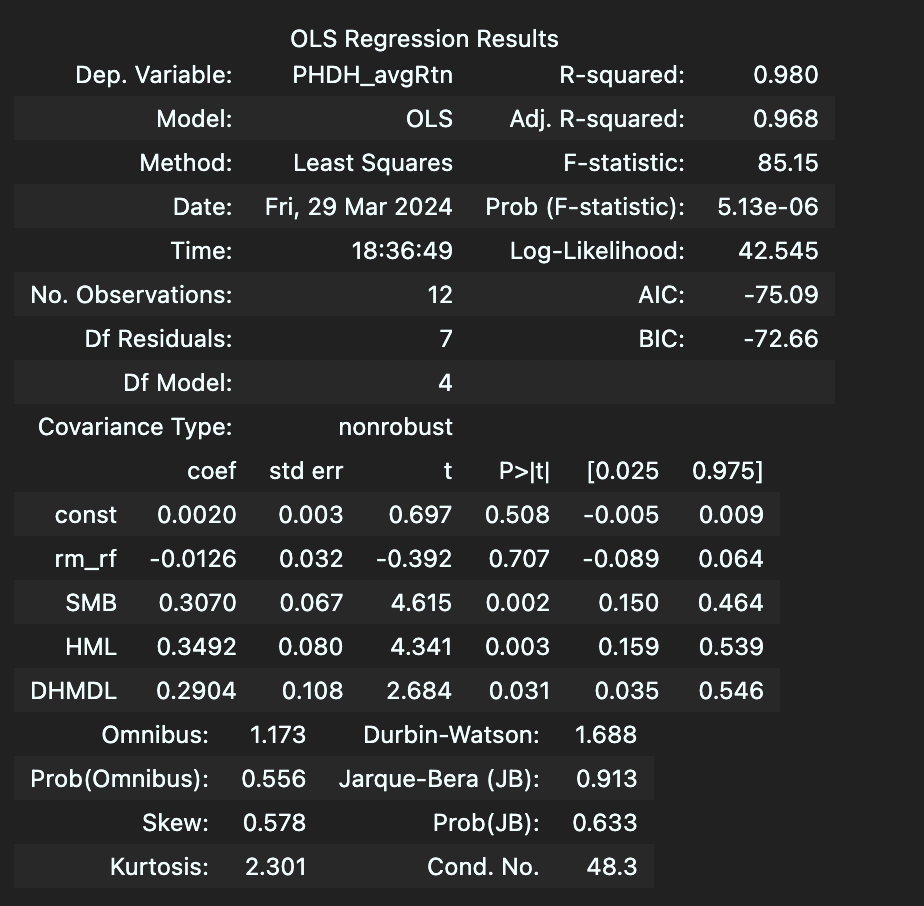 OLS Regression Results
Dep. Variable: PHDH_avgRtn R-squared: 0.980
Model: OLS Adj. R-squared: 0.968
Method: Least Squares F-statistic: 85.15
Date: Fri, 29 Mar 2024 Prob (F-statistic): 5.13e-06
Time: 18:36:49 Log-Likelihood: 42.545
No. Observations: 12 AIC: -75.09
Df Residuals: 7 BIC: -72.66
Df Model: 4
Covariance Type: nonrobust
coef std err t P>|t| [0.025 0.975]
const 0.0020 0.003 0.697 0.508 -0.005 0.009
rm_rf -0.0126 0.032 -0.392 0.707 -0.089 0.064
SMB 0.3070 0.067 4.615 0.002 0.150 0.464
HML 0.3492 0.080 4.341 0.003 0.159 0.539
DHMDL 0.2904 0.108 2.684 0.031 0.035 0.546
Omnibus: 1.173 Durbin-Watson: 1.688
Prob(Omnibus): 0.556 Jarque-Bera (JB): 0.913
Skew: 0.578 Prob(JB): 0.633
Kurtosis: 2.301 Cond. No. 48.3